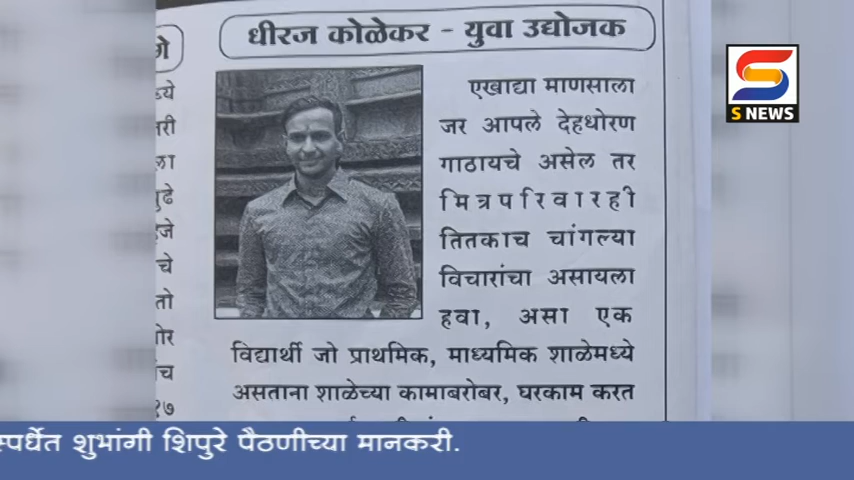 धीरज कोळेकर - युवा उद्योजक
S NEWS
एखाद्या माणसाला
जर आपले देहधोरण
गाठायचे असेल तर
मित्रपरिवारही
तितकाच चांगल्या
विचारांचा असायला
हवा, असा एक
विद्यार्थी जो प्राथमिक, माध्यमिक शाळेमध्ये
असताना शाळेच्या कामाबरोबर, घरकाम करत
शुभांगी शिपुरे पैठणीच्या मानकरी.